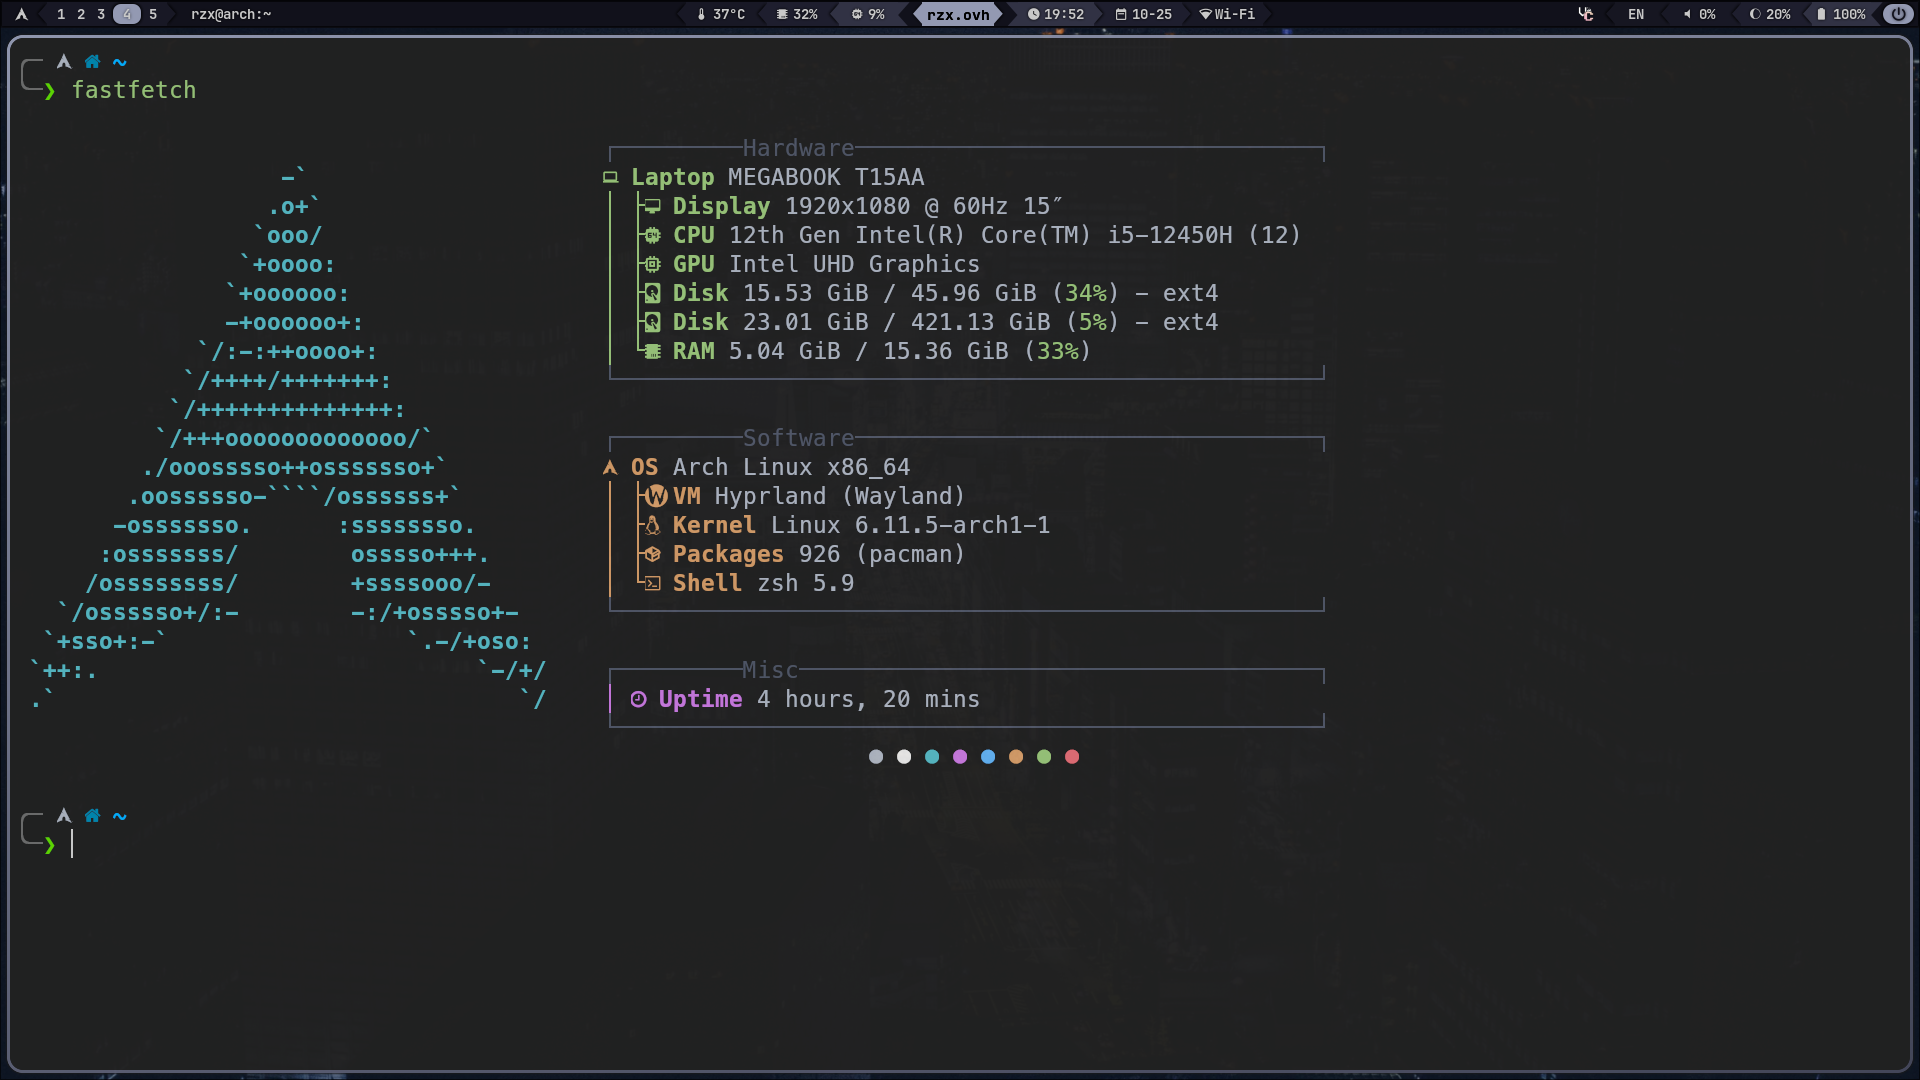 1 2 3 4 5 rzx@arch:~ 37°C 32% 9% rzx.ovh 19:52 10-25 Wi-Fi EN 0% 20% 100%
~
❯ fastfetch
Hardware
-`
Laptop MEGABOOK T15AA
.o+`
Display 1920x1080 @ 60Hz 15″
`ooo/
CPU 12th Gen Intel(R) Core(TM) i5-12450H (12)
`+oooo:
GPU Intel UHD Graphics
`+oooooo:
Disk 15.53 GiB / 45.96 GiB (34%) - ext4
-+oooooo+:
Disk 23.01 GiB / 421.13 GiB (5%) - ext4
`/:-:++oooo+:
RAM 5.04 GiB / 15.36 GiB (33%)
`/++++/+++++++:
`/++++++++++++++:
`/+++ooooooooooooo/`
Software
./ooosssso++osssssso+`
OS Arch Linux x86_64
.oossssso-````/ossssss+`
VM Hyprland (Wayland)
-osssssso.      :ssssssso.
Kernel Linux 6.11.5-arch1-1
:osssssss/        osssso+++.
Packages 926 (pacman)
/ossssssss/        +ssssooo/-
Shell zsh 5.9
`/ossssso+/:-        -:/+osssso+-
`+sso+:-`                 `.-/+oso:
`++:.                           `-/+/
Misc
.`                                 `/
Uptime 4 hours, 20 mins
~
❯